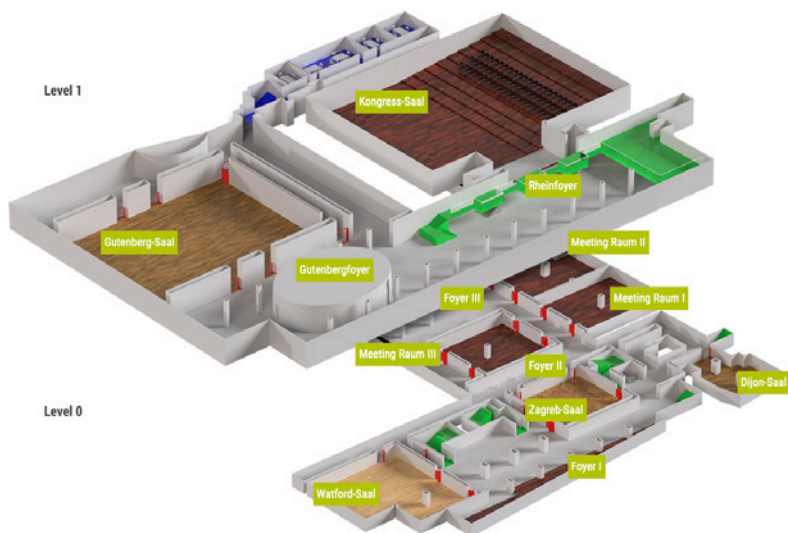 Level 1
Kongress-Saal
Rheinfoyer
Gutenberg-Saal
Meeting Raum II
Gutenbergfoyer
Foyer III
Meeting Raum I
Meeting Raum III
Foyer II
Dijon-Saal
Level 0
Zagreb-Saal
Foyer I
Watford-Saal